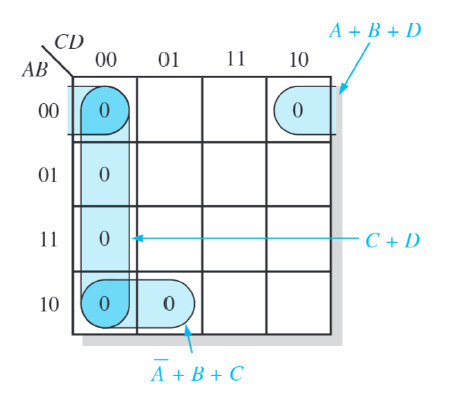 A + B + D
CD
AB
00 01 11 10
00 0 0
01 0
11 0
C + D
10 0 0
A̅ + B + C